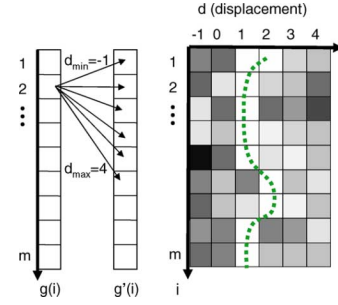 d (displacement)
-1 0 1 2 3 4
1
2
m
d_min=-1
d_max=4
g(i)
g'(i)
1
2
m
i